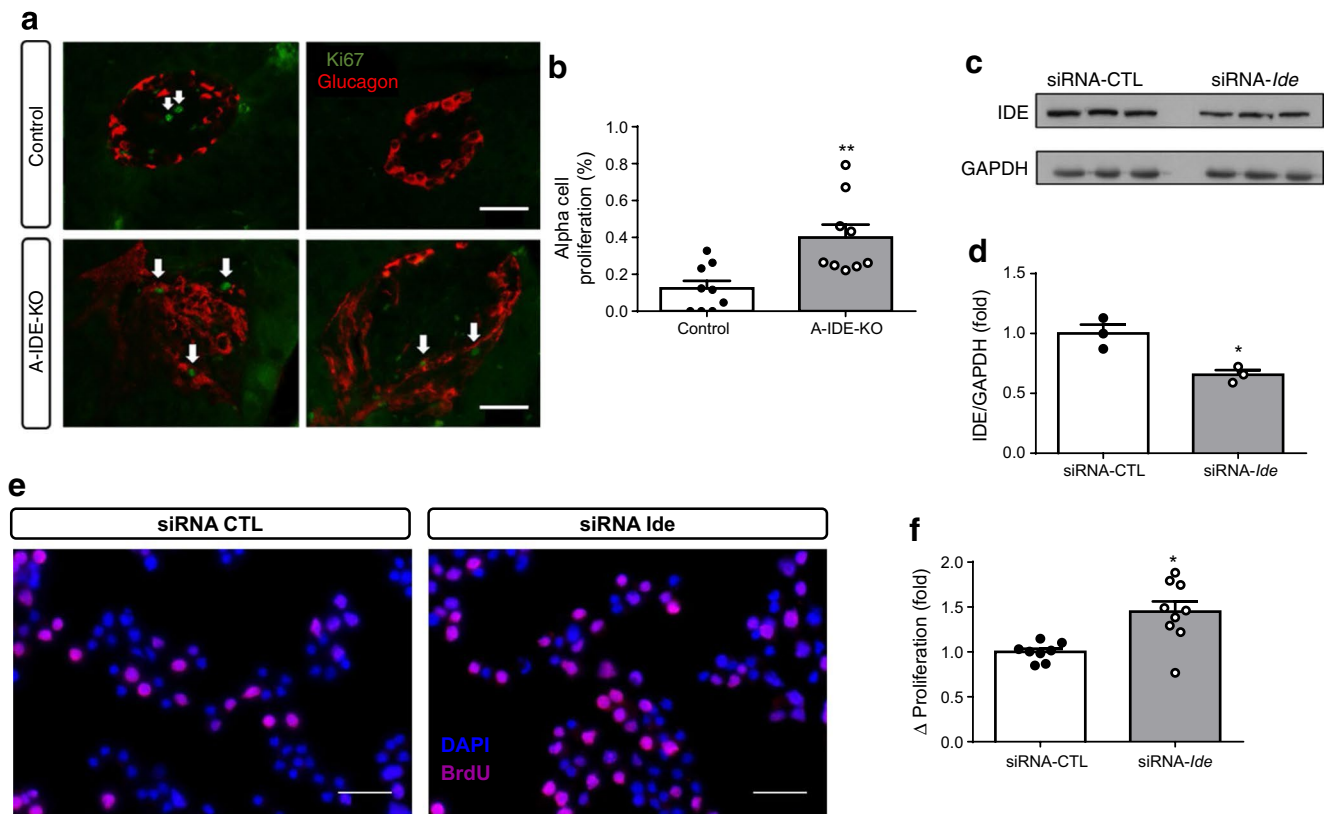 a
Control
A-IDE-KO
Ki67
Glucagon
b
Alpha cell
proliferation (%)
1.0
0.8
0.6
0.4
0.2
0.0
**
Control
A-IDE-KO
c
siRNA-CTL
siRNA-Ide
IDE
GAPDH
d
IDE/GAPDH (fold)
1.5
1.0
0.5
0.0
*
siRNA-CTL
siRNA-Ide
e
siRNA CTL
siRNA Ide
DAPI
BrdU
f
Δ Proliferation (fold)
2.0
1.5
1.0
0.5
0.0
*
siRNA-CTL
siRNA-Ide